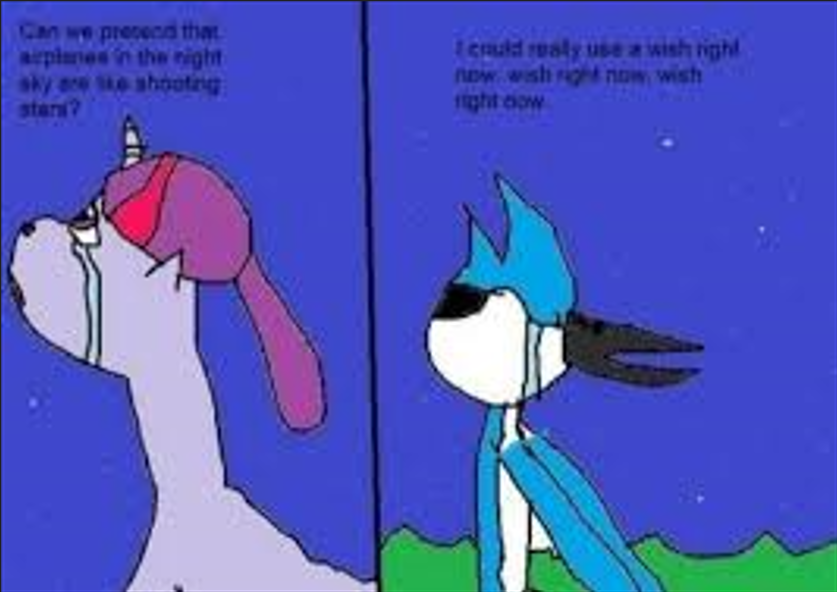 Can we pretend that
airplanes in the night
sky are like shooting
stars?
I could really use a wish right
now, wish right now, wish
right now.